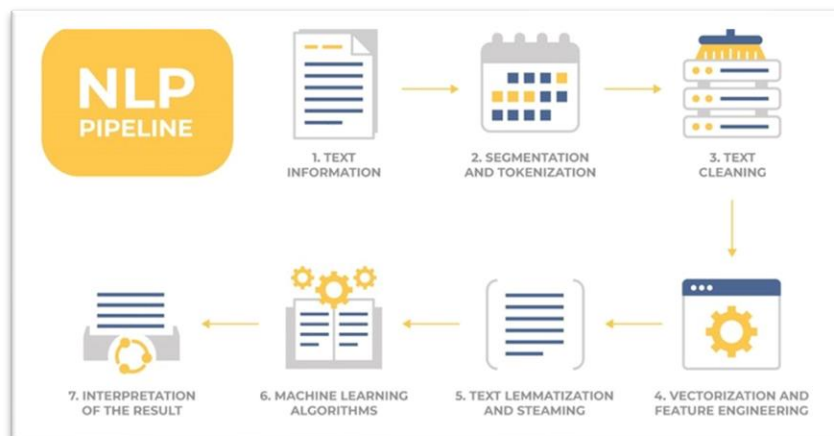 NLP
PIPELINE
1. TEXT
INFORMATION
2. SEGMENTATION
AND TOKENIZATION
3. TEXT
CLEANING
4. VECTORIZATION AND
FEATURE ENGINEERING
5. TEXT LEMMATIZATION
AND STEAMING
6. MACHINE LEARNING
ALGORITHMS
7. INTERPRETATION
OF THE RESULT